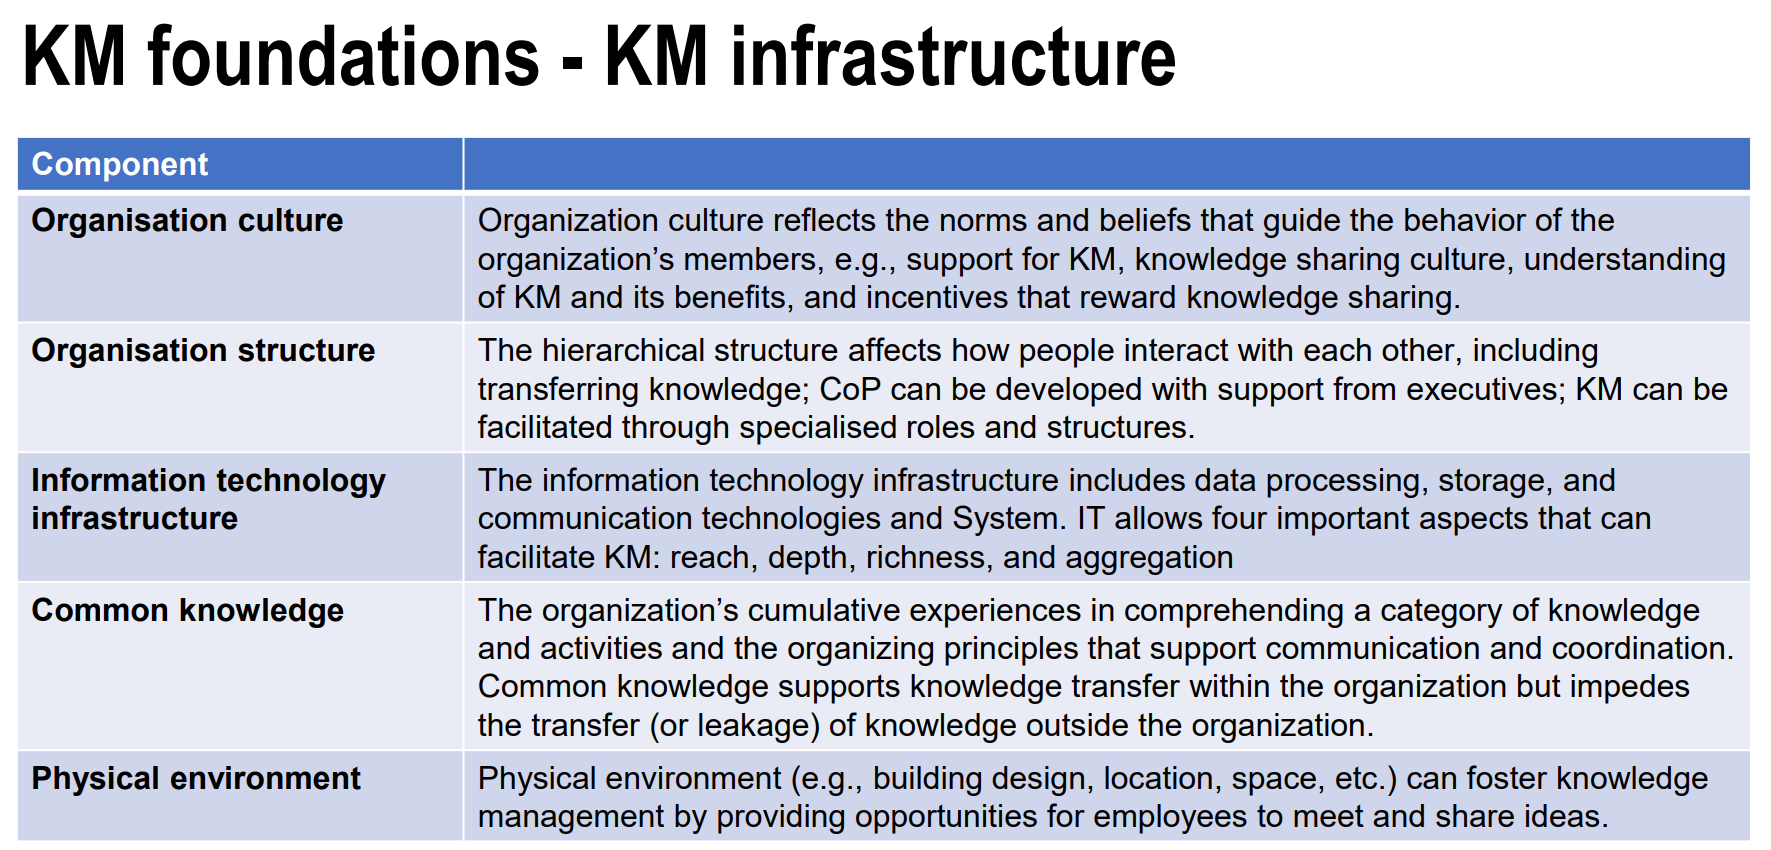 KM foundations - KM infrastructure
Component
Organisation culture
Organization culture reflects the norms and beliefs that guide the behavior of the
organization’s members, e.g., support for KM, knowledge sharing culture, understanding
of KM and its benefits, and incentives that reward knowledge sharing.
Organisation structure
The hierarchical structure affects how people interact with each other, including
transferring knowledge; CoP can be developed with support from executives; KM can be
facilitated through specialised roles and structures.
Information technology
infrastructure
The information technology infrastructure includes data processing, storage, and
communication technologies and System. IT allows four important aspects that can
facilitate KM: reach, depth, richness, and aggregation
Common knowledge
The organization’s cumulative experiences in comprehending a category of knowledge
and activities and the organizing principles that support communication and coordination.
Common knowledge supports knowledge transfer within the organization but impedes
the transfer (or leakage) of knowledge outside the organization.
Physical environment
Physical environment (e.g., building design, location, space, etc.) can foster knowledge
management by providing opportunities for employees to meet and share ideas.